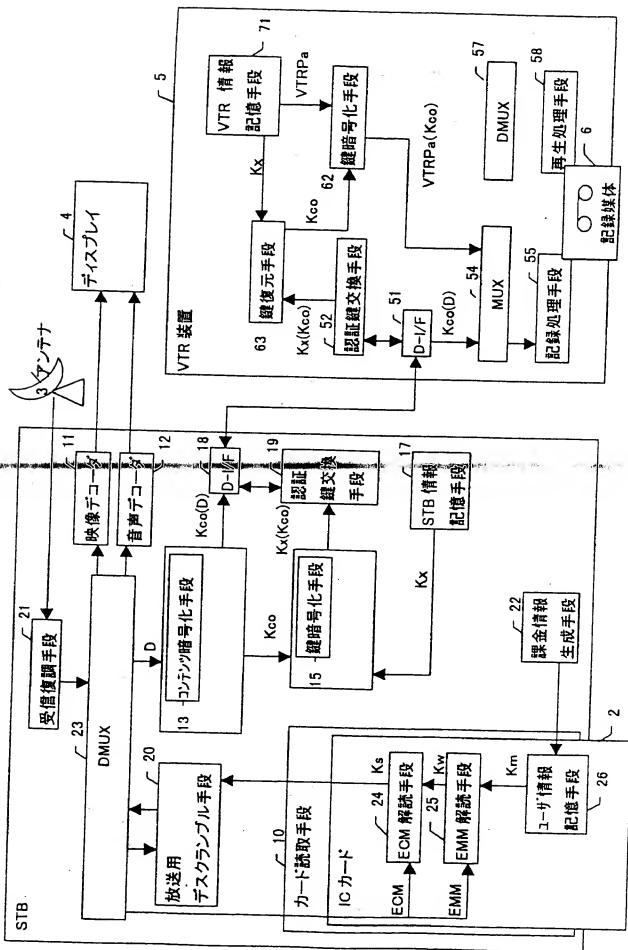 STB
21
受信復調手段
23
DMUX
20
放送用
デスクランブル手段
D
13
コンテンツ暗号化手段
Kco
15
鍵暗号化手段
Kx
Kco(D)
Kx(Kco)
11
映像デコーダ
音声デコーダ
12
18
D-I/F
19
認証
鍵交換
手段
17
STB 情報
記憶手段
22
課金情報
生成手段
10
カード読取手段
2
ICカード
ECM
EMM
Ks
24
ECM 解読手段
Kw
25
EMM 解読手段
Km
ユーザ情報
記憶手段
26
3
アンテナ
4
ディスプレイ
5
VTR 装置
71
VTR 情報
記憶手段
Kx
VTRPa
63
鍵復元手段
Kco
62
鍵暗号化手段
Kx(Kco)
52
認証鍵交換手段
51
D-I/F
Kco(D)
VTRPa(Kco)
54
MUX
57
DMUX
55
記録処理手段
58
再生処理手段
6
記録媒体